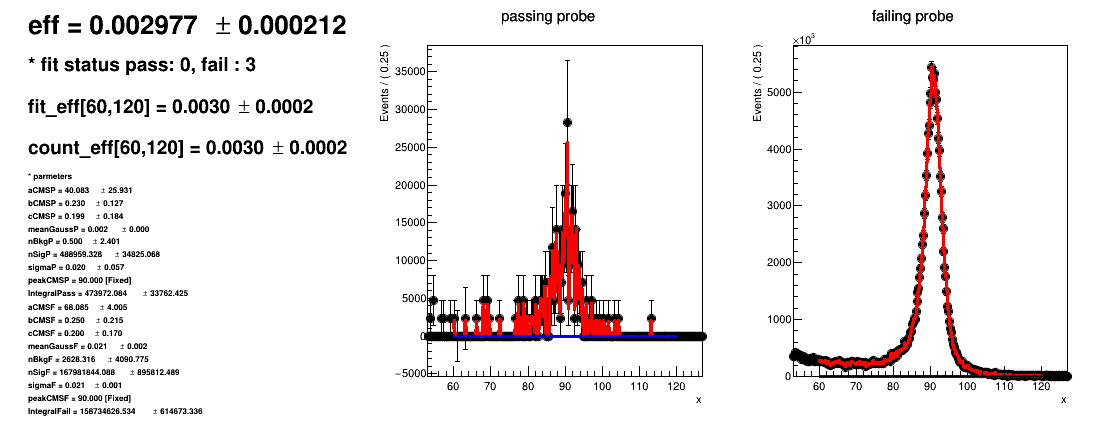 eff = 0.002977 ± 0.000212
* fit status pass: 0, fail : 3
fit_eff[60,120] = 0.0030 ± 0.0002
count_eff[60,120] = 0.0030 ± 0.0002
* parmeters
aCMSP = 40.083 ± 25.931
bCMSP = 0.230 ± 0.127
cCMSP = 0.199 ± 0.184
meanGaussP = 0.002 ± 0.000
nBkgP = 0.500 ± 2.401
nSigP = 488959.328 ± 34825.068
sigmaP = 0.020 ± 0.057
peakCMSP = 90.000 [Fixed]
IntegralPass = 473972.084 ± 33762.425
aCMSF = 68.085 ± 4.005
bCMSF = 0.250 ± 0.215
cCMSF = 0.200 ± 0.170
meanGaussF = 0.021 ± 0.002
nBkgF = 2628.316 ± 4090.775
nSigF = 167981844.088 ± 895812.489
sigmaF = 0.021 ± 0.001
peakCMSF = 90.000 [Fixed]
IntegralFail = 158734626.534 ± 614673.336
passing probe
Events / ( 0.25 )
35000
30000
25000
20000
15000
10000
5000
0
−5000
60 70 80 90 100 110 120
x
failing probe
×10³
Events / ( 0.25 )
5000
4000
3000
2000
1000
0
60 70 80 90 100 110 120
x